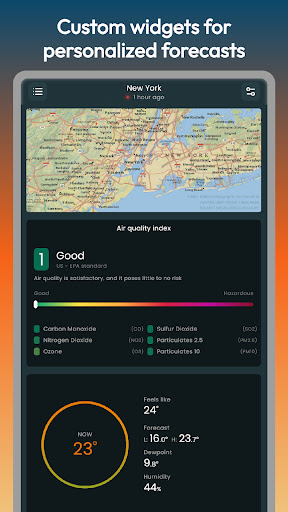 Custom widgets for
personalized forecasts
New York
1 hour ago
NEW YORK
Air quality index
1 Good
US - EPA standard
Air quality is satisfactory, and it poses little to no risk
Good Hazardous
Carbon Monoxide (CO) Sulfur Dioxide (SO2)
Nitrogen Dioxide (NO2) Particulates 2.5 (PM2.5)
Ozone (O3) Particulates 10 (PM10)
Feels like
24°
NOW
23°
Forecast
L: 16.0° H: 23.7°
Dewpoint
9.8°
Humidity
44%